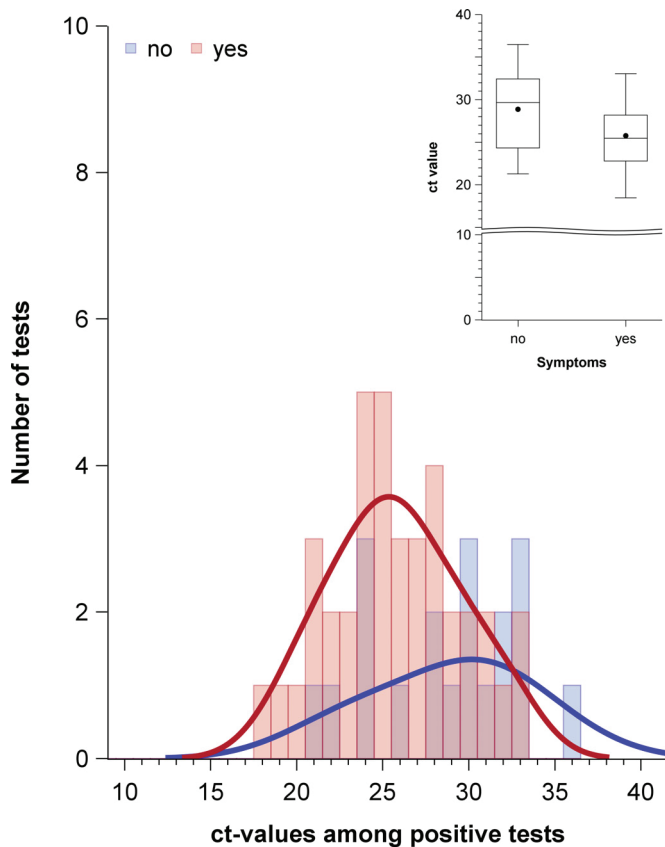 10
8
6
4
2
0
Number of tests
no yes
10 15 20 25 30 35 40
ct-values among positive tests
40
30
20
10
0
ct value
no yes
Symptoms